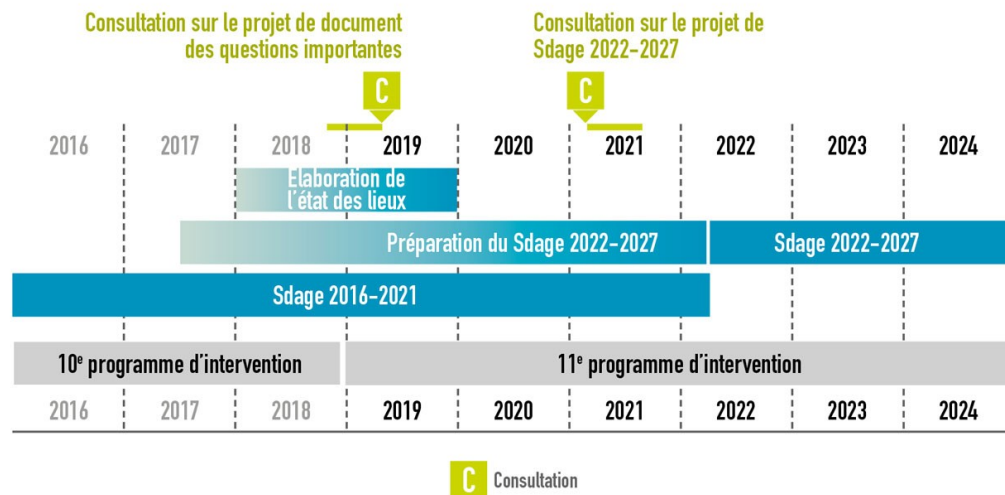 Consultation sur le projet de document
des questions importantes
Consultation sur le projet de
Sdage 2022-2027
C
C
2016 2017 2018 2019 2020 2021 2022 2023 2024
Elaboration de
l'état des lieux
Préparation du Sdage 2022-2027
Sdage 2022-2027
Sdage 2016-2021
10e programme d'intervention
11e programme d'intervention
2016 2017 2018 2019 2020 2021 2022 2023 2024
C Consultation